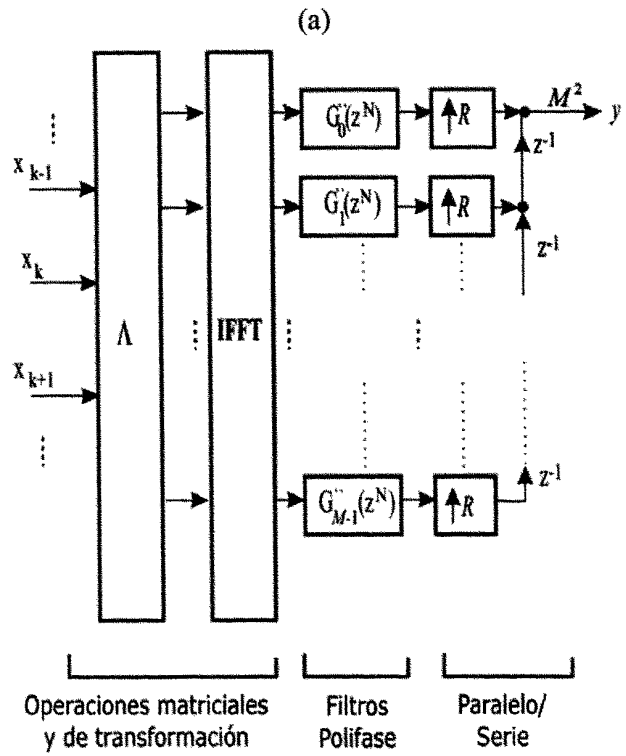 (a)
G''0(z^N)
↑R
M²
y
x k-1
z-1
G''1(z^N)
↑R
x k
z-1
Λ
IFFT
x k+1
G''M-1(z^N)
↑R
z-1
Operaciones matriciales
y de transformación
Filtros
Polifase
Paralelo/
Serie